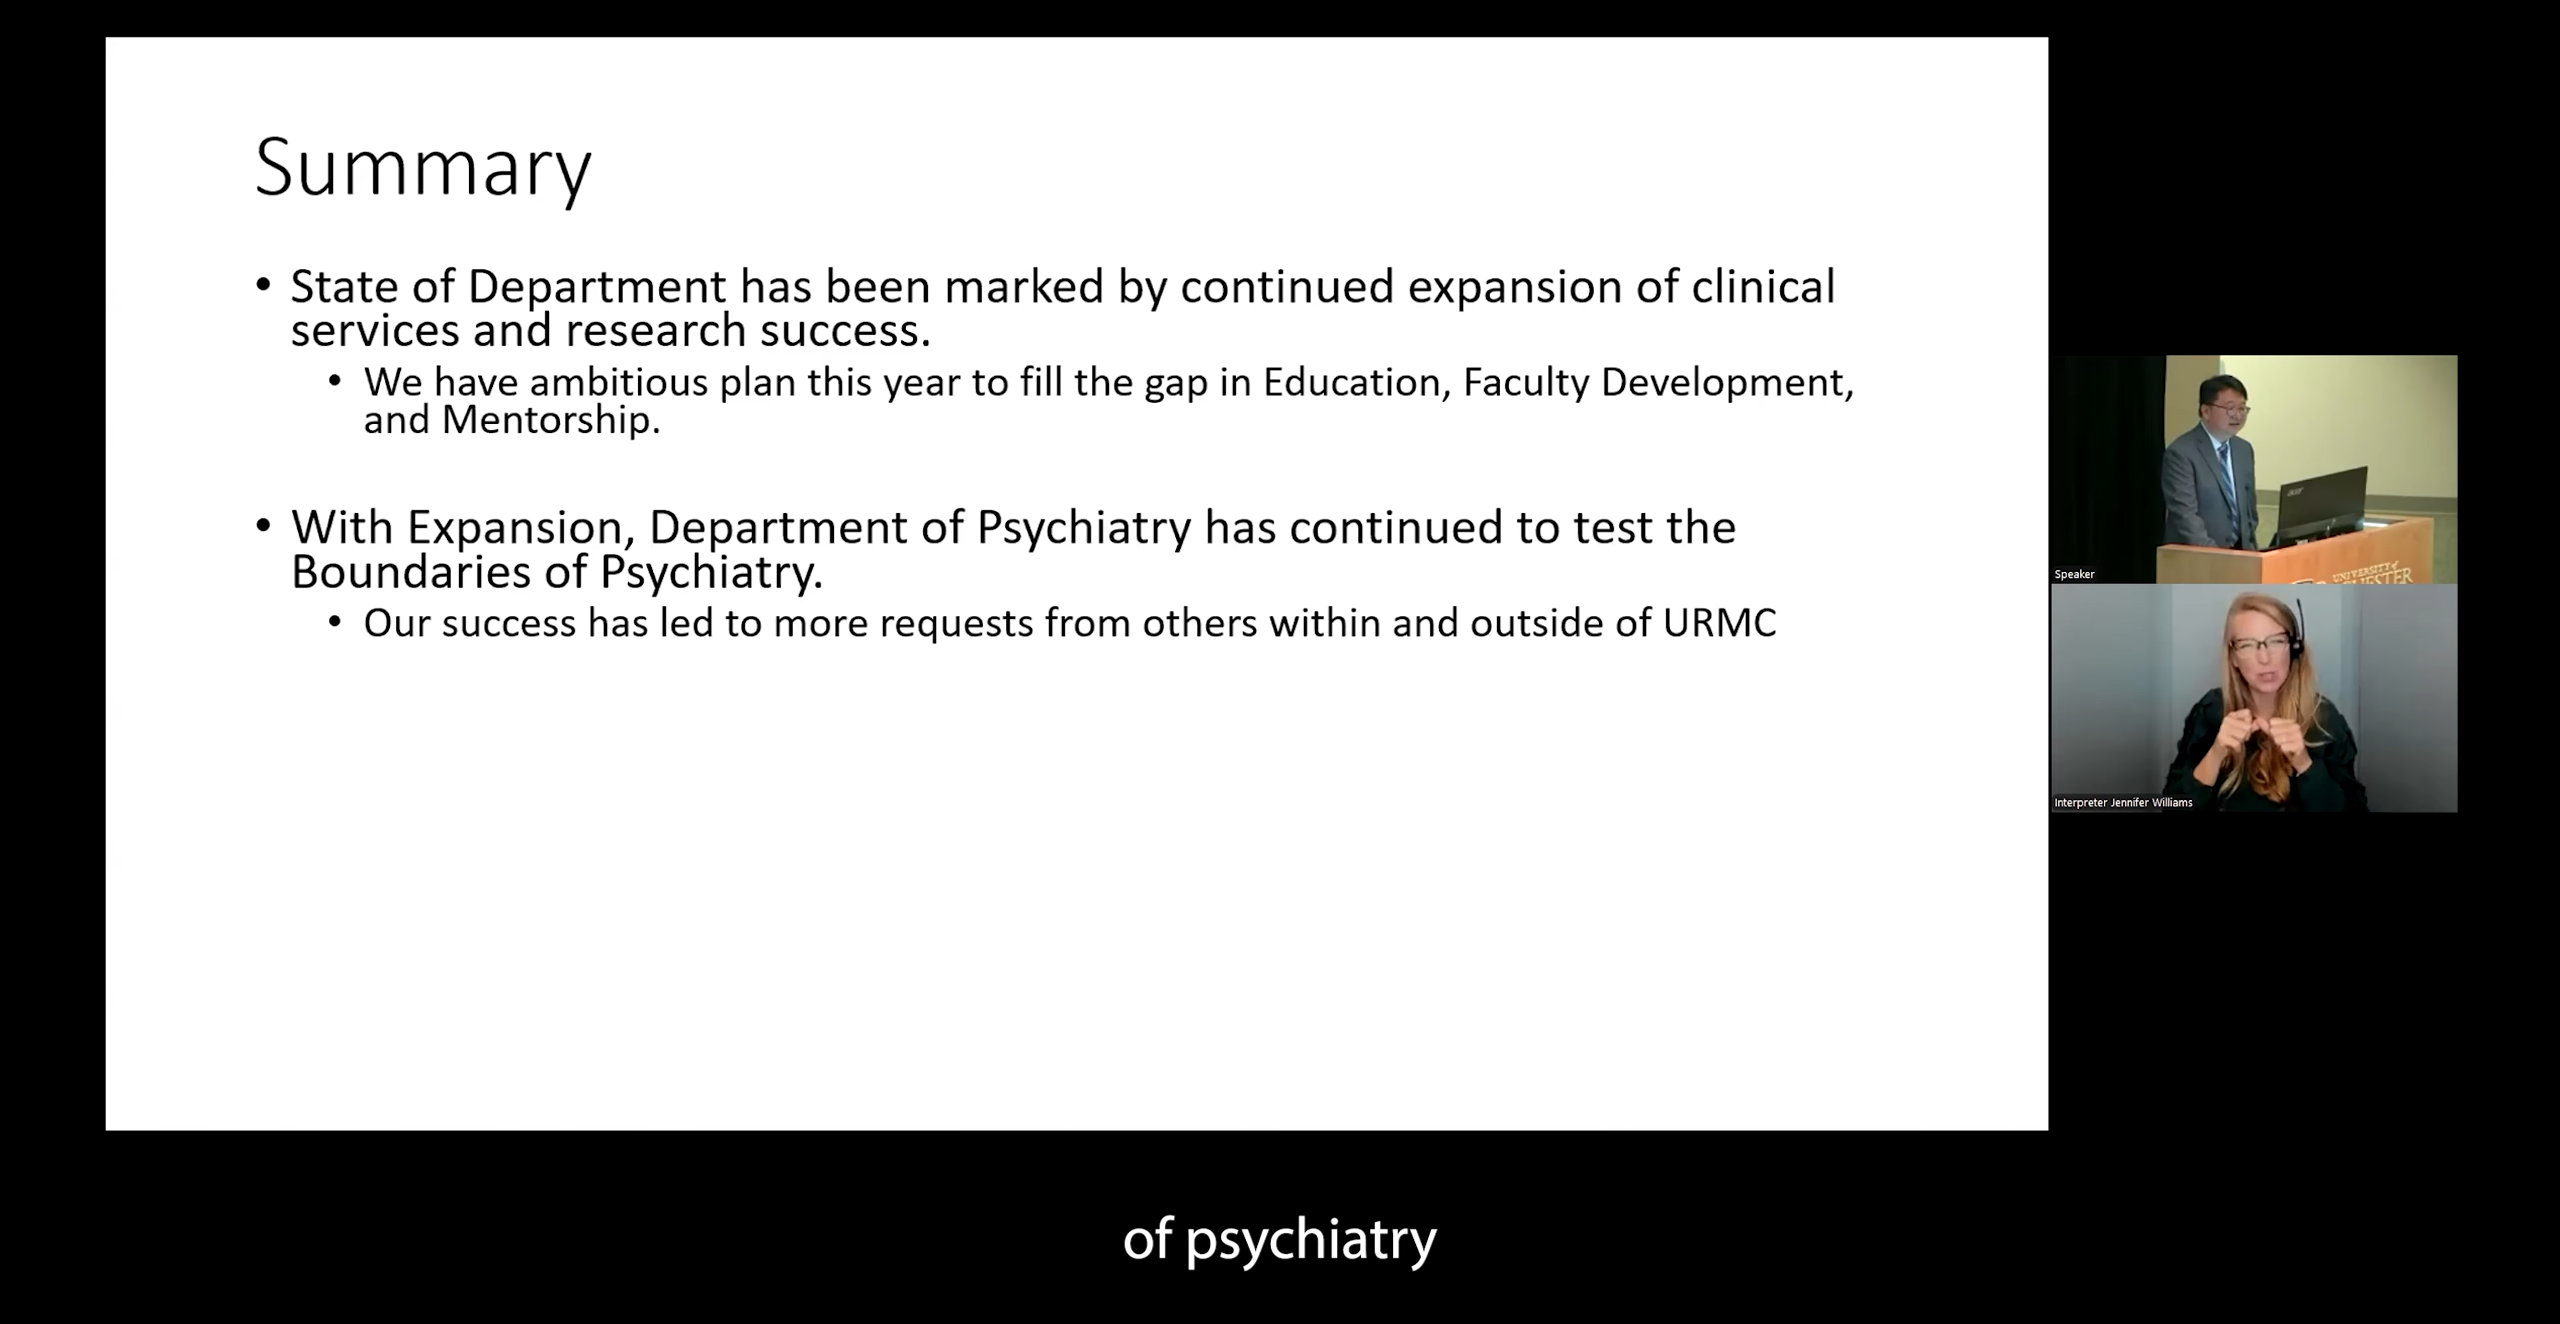 Summary
• State of Department has been marked by continued expansion of clinical
services and research success.
• We have ambitious plan this year to fill the gap in Education, Faculty Development,
and Mentorship.
• With Expansion, Department of Psychiatry has continued to test the
Boundaries of Psychiatry.
• Our success has led to more requests from others within and outside of URMC
acer
UNIVERSITY of
Speaker
Interpreter Jennifer Williams
of psychiatry